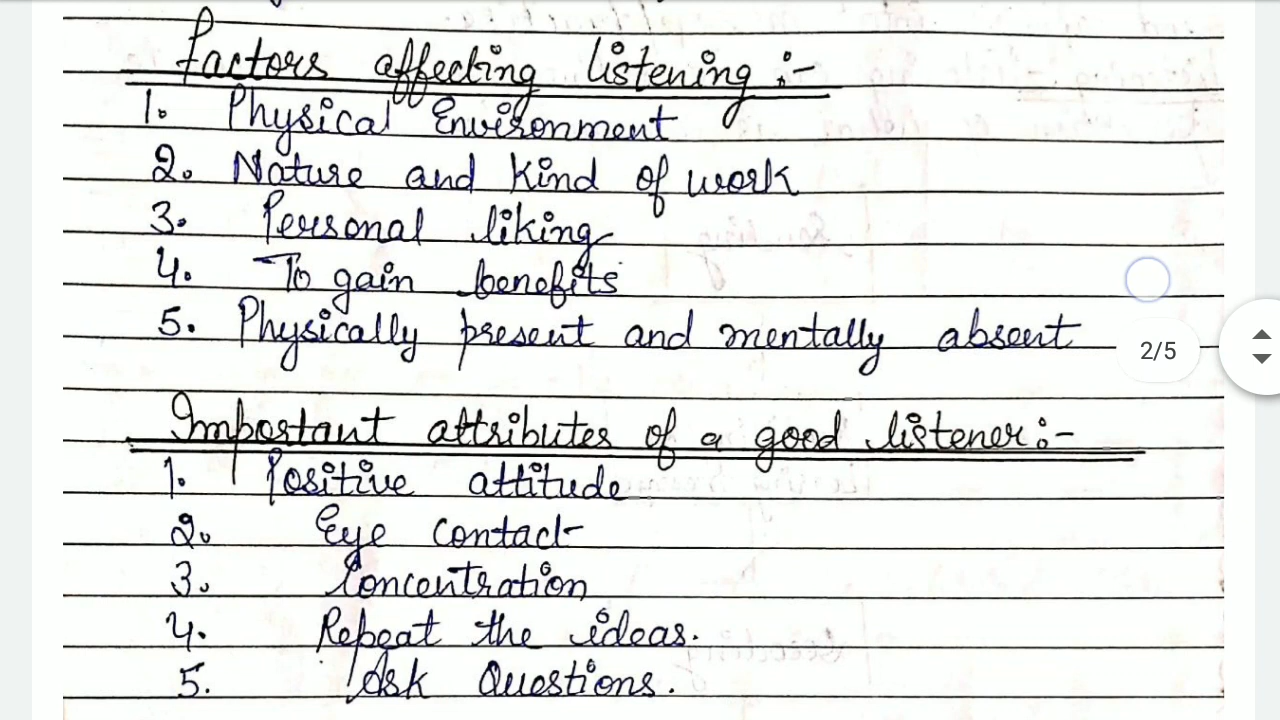 Factors affecting listening :-
1. Physical Environment
2. Nature and kind of work
3. Personal liking
4. To gain benefits
5. Physically present and mentally absent
2/5
Important attributes of a good listener :-
1. Positive attitude
2. Eye contact
3. Concentration
4. Repeat the ideas.
5. Ask Questions.